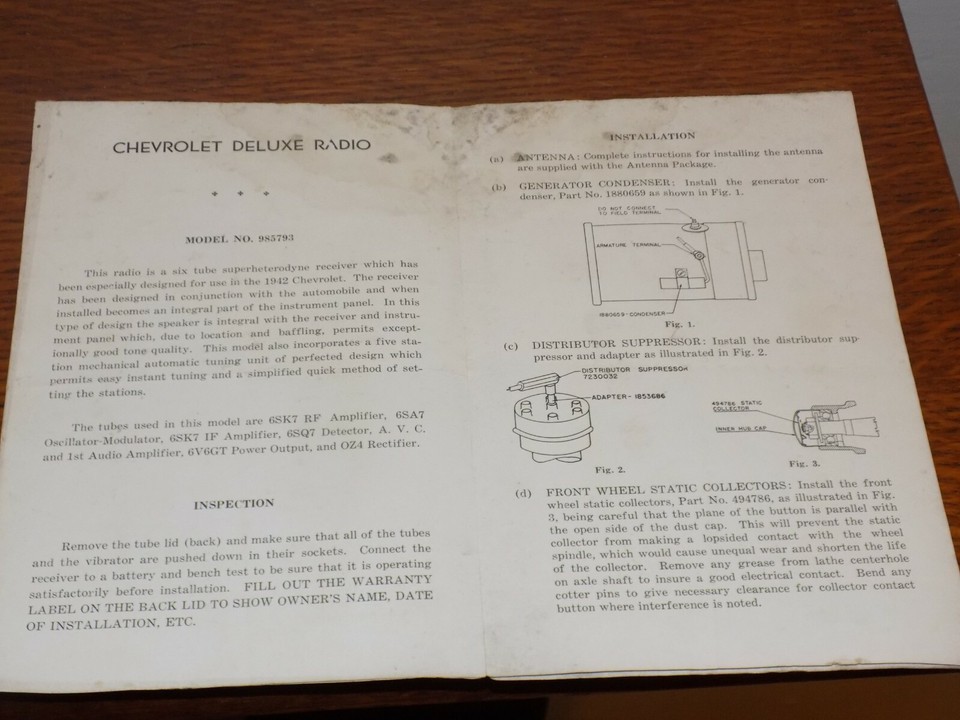 CHEVROLET DELUXE RADIO
MODEL NO. 985793
This radio is a six tube superheterodyne receiver which has
been especially designed for use in the 1942 Chevrolet. The receiver
has been designed in conjunction with the automobile and when
installed becomes an integral part of the instrument panel. In this
type of design the speaker is integral with the receiver and instru-
ment panel which, due to location and baffling, permits except-
ionally good tone quality. This model also incorporates a five sta-
tion mechanical automatic tuning unit of perfected design which
permits easy instant tuning and a simplified quick method of set-
ting the stations.
The tubes used in this model are 6SK7 RF Amplifier, 6SA7
Oscillator-Modulator, 6SK7 IF Amplifier, 6SQ7 Detector, A. V. C.
and 1st Audio Amplifier, 6V6GT Power Output, and OZ4 Rectifier.
INSPECTION
Remove the tube lid (back) and make sure that all of the tubes
and the vibrator are pushed down in their sockets. Connect the
receiver to a battery and bench test to be sure that it is operating
satisfactorily before installation. FILL OUT THE WARRANTY
LABEL ON THE BACK LID TO SHOW OWNER'S NAME, DATE
OF INSTALLATION, ETC.
INSTALLATION
(a) ANTENNA: Complete instructions for installing the antenna
are supplied with the Antenna Package.
(b) GENERATOR CONDENSER: Install the generator con-
denser, Part No. 1880659 as shown in Fig. 1.
DO NOT CONNECT
TO FIELD TERMINAL
ARMATURE TERMINAL
1880659-CONDENSER
Fig. 1.
(c) DISTRIBUTOR SUPPRESSOR: Install the distributor sup-
pressor and adapter as illustrated in Fig. 2.
DISTRIBUTOR SUPPRESSOR
7230032
ADAPTER-1853686
Fig. 2.
494786 STATIC
COLLECTOR
INNER HUB CAP
Fig. 3.
(d) FRONT WHEEL STATIC COLLECTORS: Install the front
wheel static collectors, Part No. 494786, as illustrated in Fig.
3, being careful that the plane of the button is parallel with
the open side of the dust cap. This will prevent the static
collector from making a lopsided contact with the wheel
spindle, which would cause unequal wear and shorten the life
of the collector. Remove any grease from lathe centerhole
on axle shaft to insure a good electrical contact. Bend any
cotter pins to give necessary clearance for collector contact
button where interference is noted.